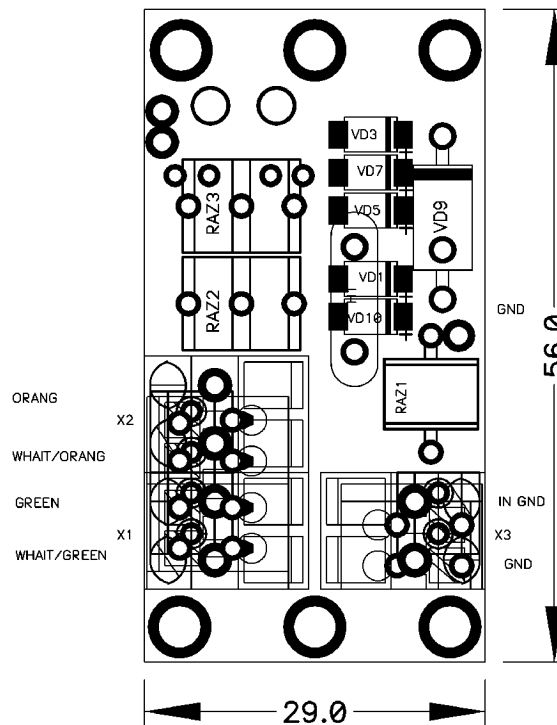 VD3
VD7
RAZ3
VD5
VD9
VD1
RAZ2
VD10
GND
56.0
ORANG
RAZ1
X2
WHAIT/ORANG
GREEN
IN GND
X1
X3
WHAIT/GREEN
GND
29.0